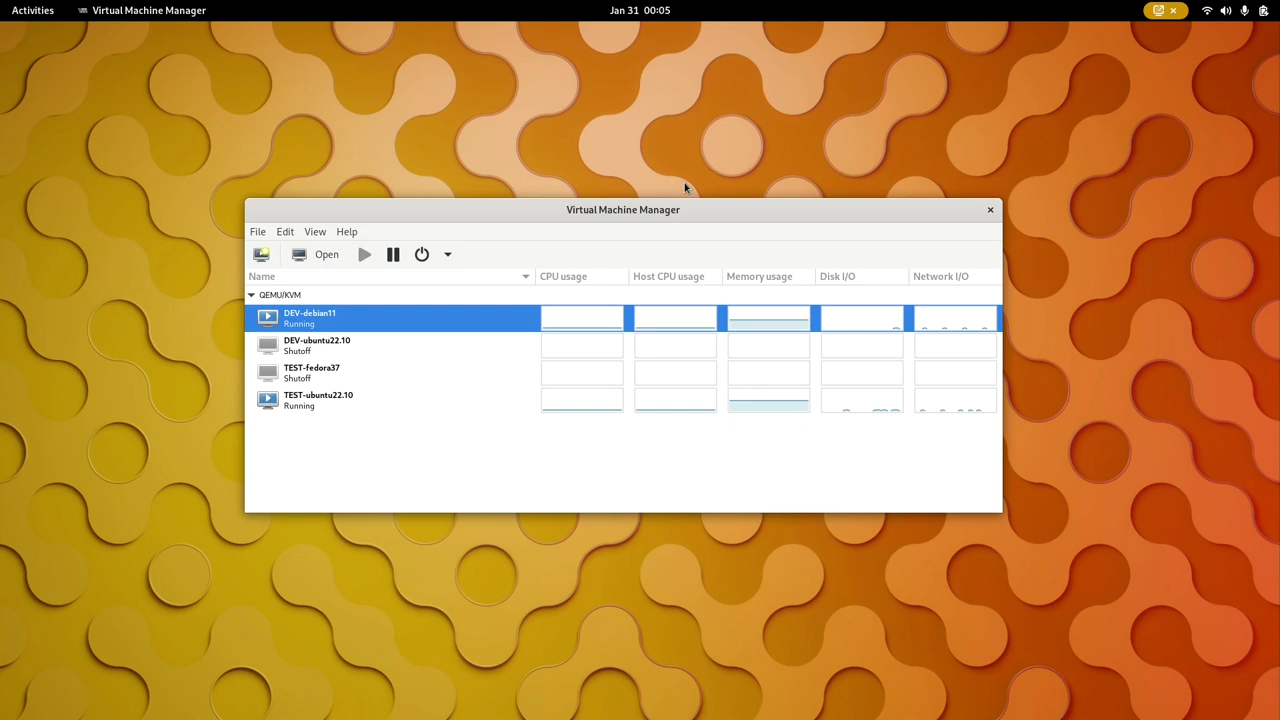 Activities Virtual Machine Manager Jan 31 00:05
Virtual Machine Manager
File Edit View Help
Open
Name CPU usage Host CPU usage Memory usage Disk I/O Network I/O
QEMU/KVM
DEV-debian11
Running
DEV-ubuntu22.10
Shutoff
TEST-fedora37
Shutoff
TEST-ubuntu22.10
Running